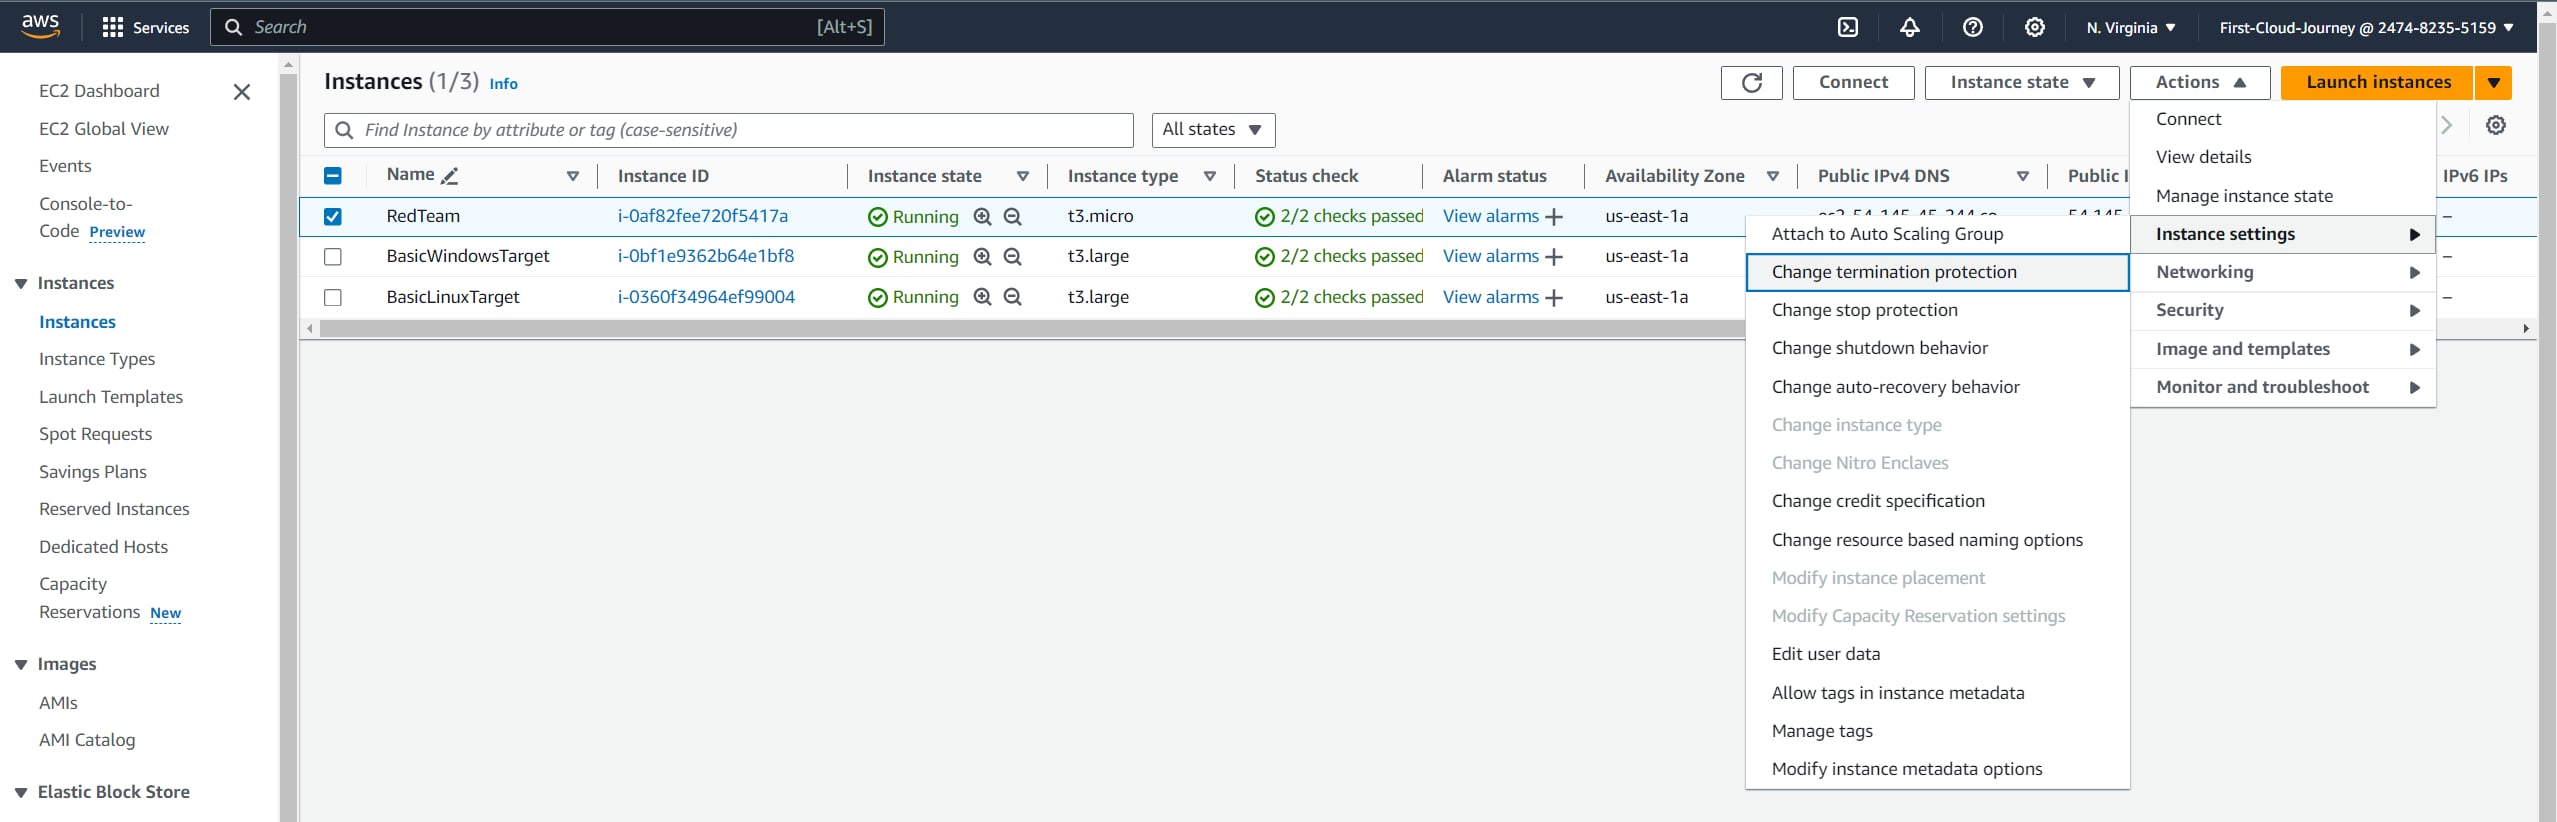 aws
Services
Search
[Alt+S]
N. Virginia
First-Cloud-Journey @ 2474-8235-5159
EC2 Dashboard
EC2 Global View
Events
Console-to-
Code Preview
Instances
Instances
Instance Types
Launch Templates
Spot Requests
Savings Plans
Reserved Instances
Dedicated Hosts
Capacity
Reservations New
Images
AMIs
AMI Catalog
Elastic Block Store
Instances (1/3) Info
Connect
Instance state
Actions
Launch instances
Find Instance by attribute or tag (case-sensitive)
All states
Name Instance ID Instance state Instance type Status check Alarm status Availability Zone Public IPv4 DNS Public I IPv6 IPs
RedTeam i-0af82fee720f5417a Running t3.micro 2/2 checks passed View alarms + us-east-1a –
BasicWindowsTarget i-0bf1e9362b64e1bf8 Running t3.large 2/2 checks passed View alarms + us-east-1a –
BasicLinuxTarget i-0360f34964ef99004 Running t3.large 2/2 checks passed View alarms + us-east-1a –
Connect
View details
Manage instance state
Instance settings
Networking
Security
Image and templates
Monitor and troubleshoot
Attach to Auto Scaling Group
Change termination protection
Change stop protection
Change shutdown behavior
Change auto-recovery behavior
Change instance type
Change Nitro Enclaves
Change credit specification
Change resource based naming options
Modify instance placement
Modify Capacity Reservation settings
Edit user data
Allow tags in instance metadata
Manage tags
Modify instance metadata options